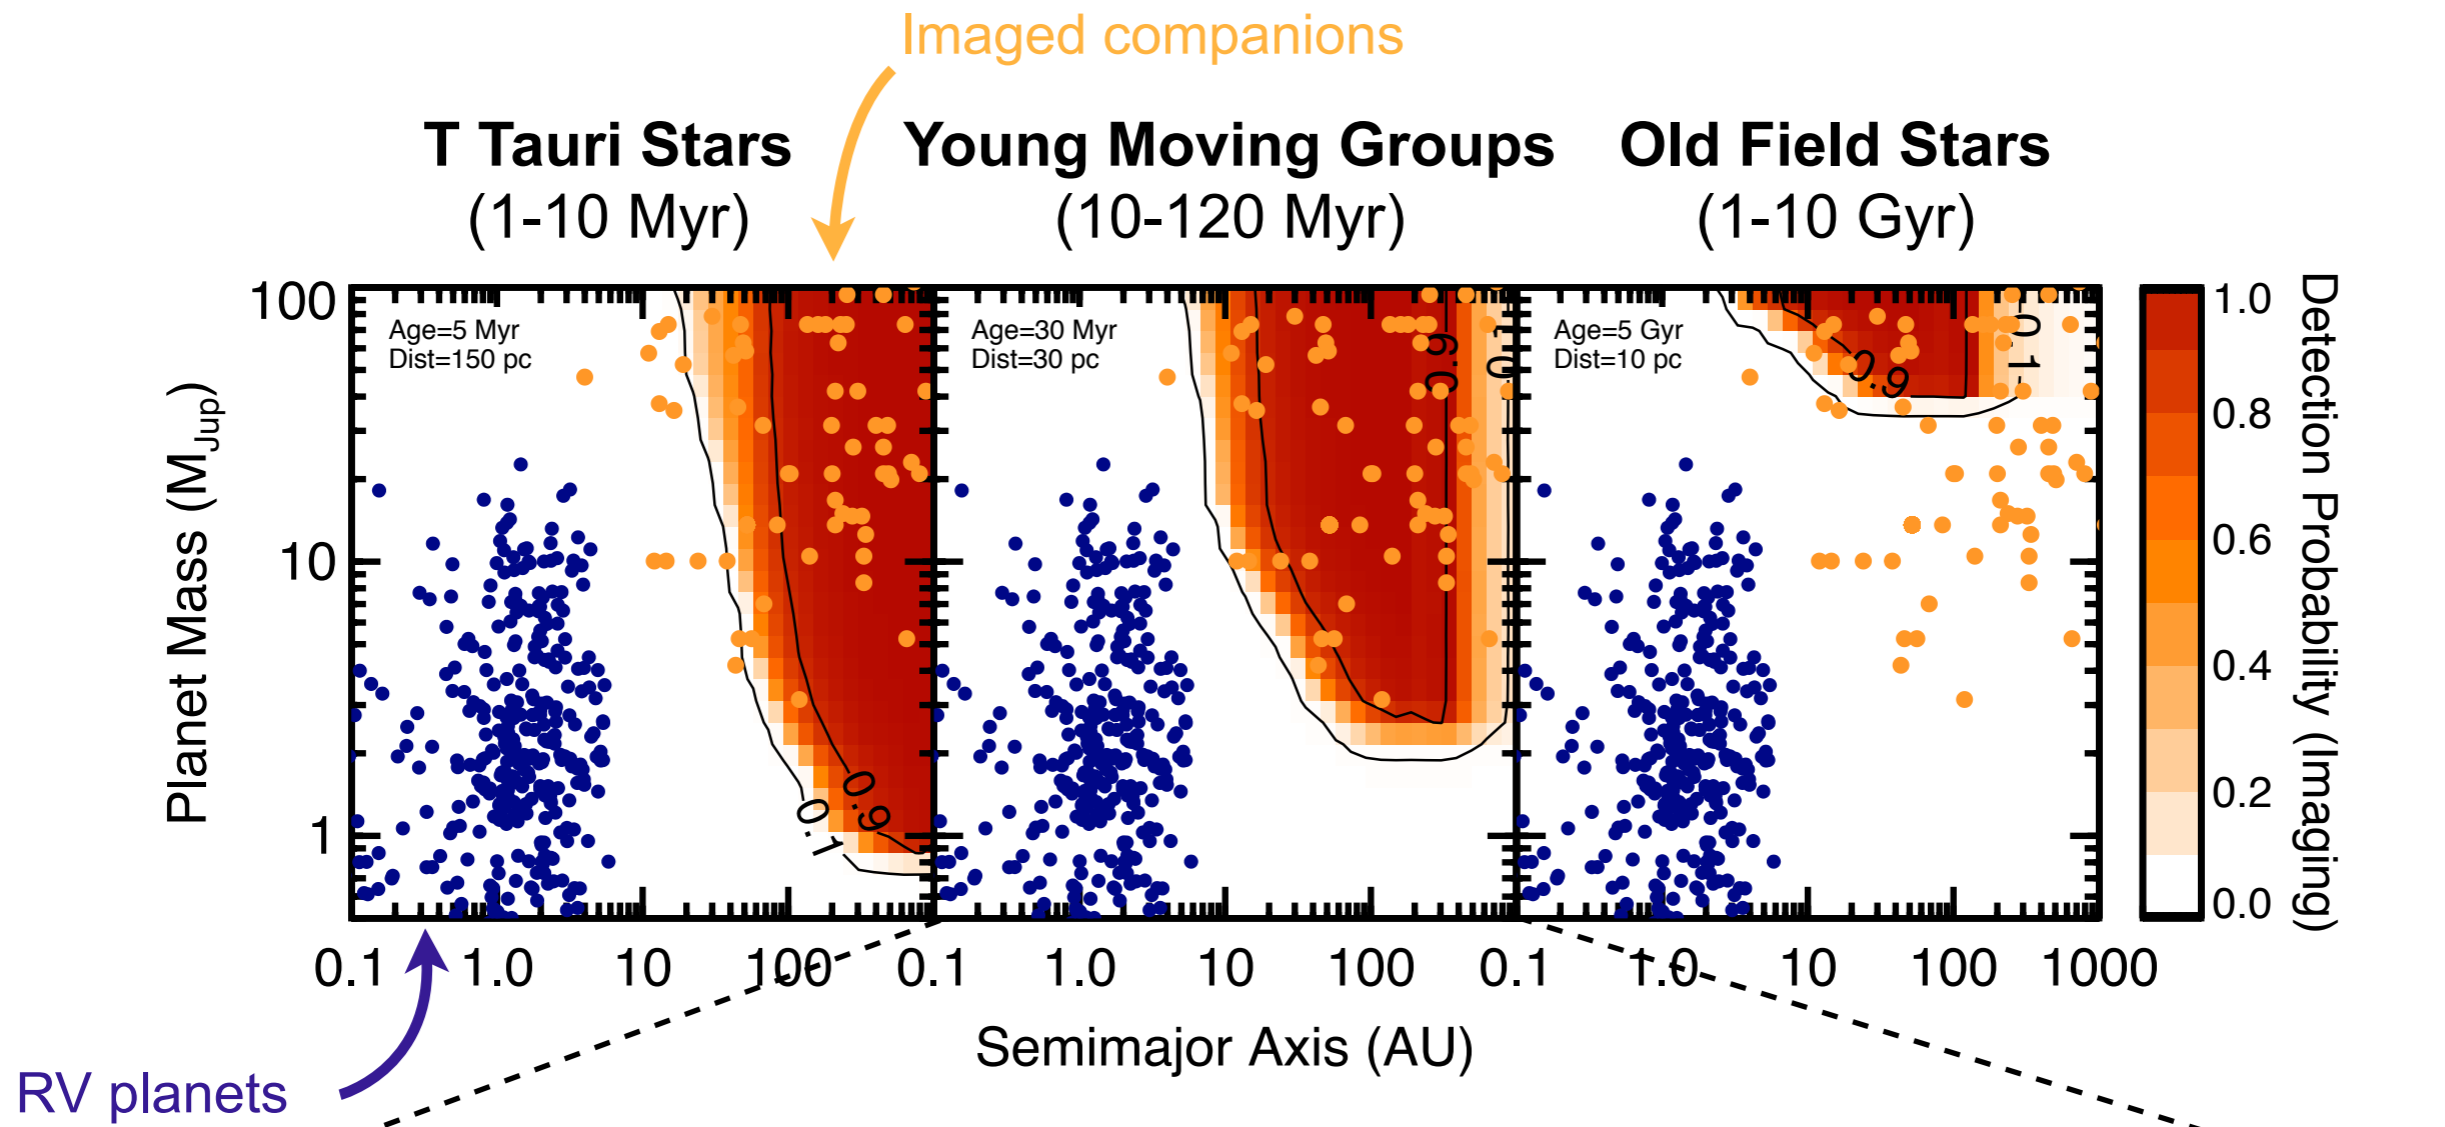 Imaged companions
T Tauri Stars
(1-10 Myr)
Young Moving Groups
(10-120 Myr)
Old Field Stars
(1-10 Gyr)
Planet Mass (MJup)
100
10
1
Age=5 Myr
Dist=150 pc
0.1
0.9
Age=30 Myr
Dist=30 pc
0.9
0.1
Age=5 Gyr
Dist=10 pc
0.9
0.1
1.0
0.8
0.6
0.4
0.2
0.0
Detection Probability (Imaging)
0.1 1.0 10 100 0.1 1.0 10 100 0.1 1.0 10 100 1000
Semimajor Axis (AU)
RV planets